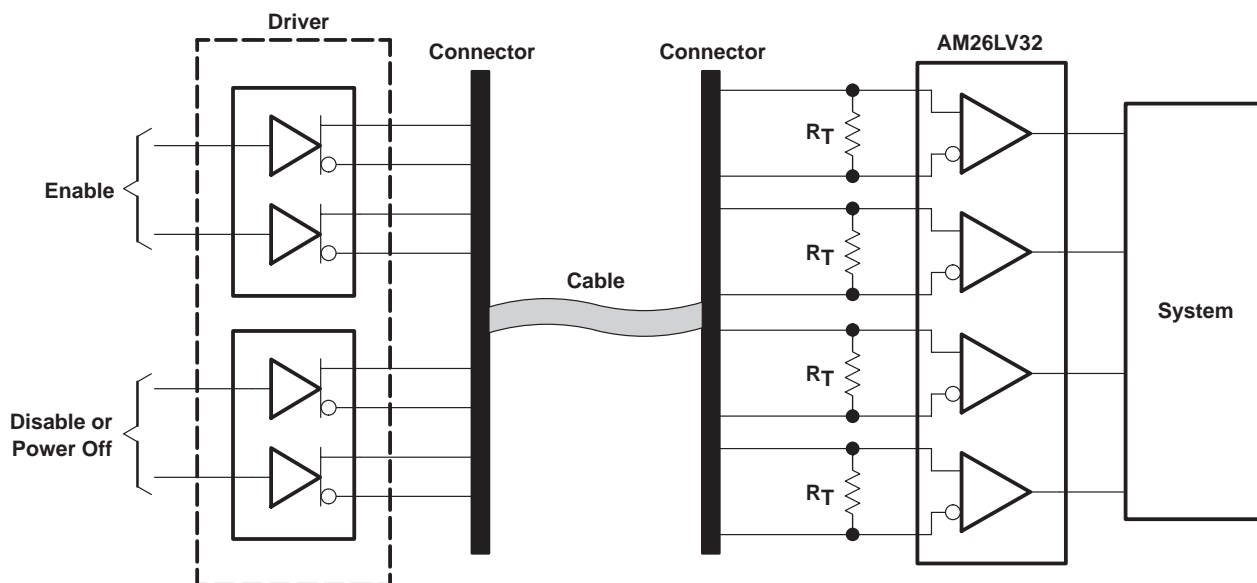 Driver
Connector
Connector
AM26LV32
Enable
Cable
System
Disable or
Power Off
RT
RT
RT
RT